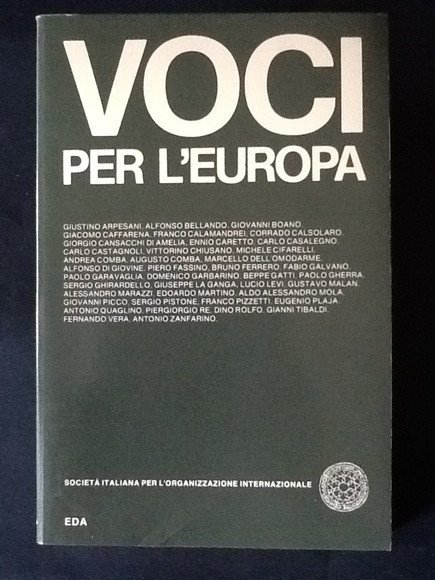 VOCI
PER L'EUROPA
GIUSTINO ARPESANI, ALFONSO BELLANDO, GIOVANNI BOANO,
GIACOMO CAFFARENA, FRANCO CALAMANDREI, CORRADO CALSOLARO,
GIORGIO CANSACCHI DI AMELIA, ENNIO CARETTO, CARLO CASALEGNO,
CARLO CASTAGNOLI, VITTORINO CHIUSANO, MICHELE CIFARELLI,
ANDREA COMBA, AUGUSTO COMBA, MARCELLO DELL'OMODARME,
ALFONSO DI GIOVINE, PIERO FASSINO, BRUNO FERRERO, FABIO GALVANO,
PAOLO GARAVAGLIA, DOMENICO GARBARINO, BEPPE GATTI, PAOLO GHERRA,
SERGIO GHIRARDELLO, GIUSEPPE LA GANGA, LUCIO LEVI, GUSTAVO MALAN,
ALESSANDRO MARAZZI, EDOARDO MARTINO, ALDO ALESSANDRO MOLA,
GIOVANNI PICCO, SERGIO PISTONE, FRANCO PIZZETTI, EUGENIO PLAJA,
ANTONIO QUAGLINO, PIERGIORGIO RE, DINO ROLFO, GIANNI TIBALDI,
FERNANDO VERA, ANTONIO ZANFARINO.
SOCIETÀ ITALIANA PER L'ORGANIZZAZIONE INTERNAZIONALE
EDA